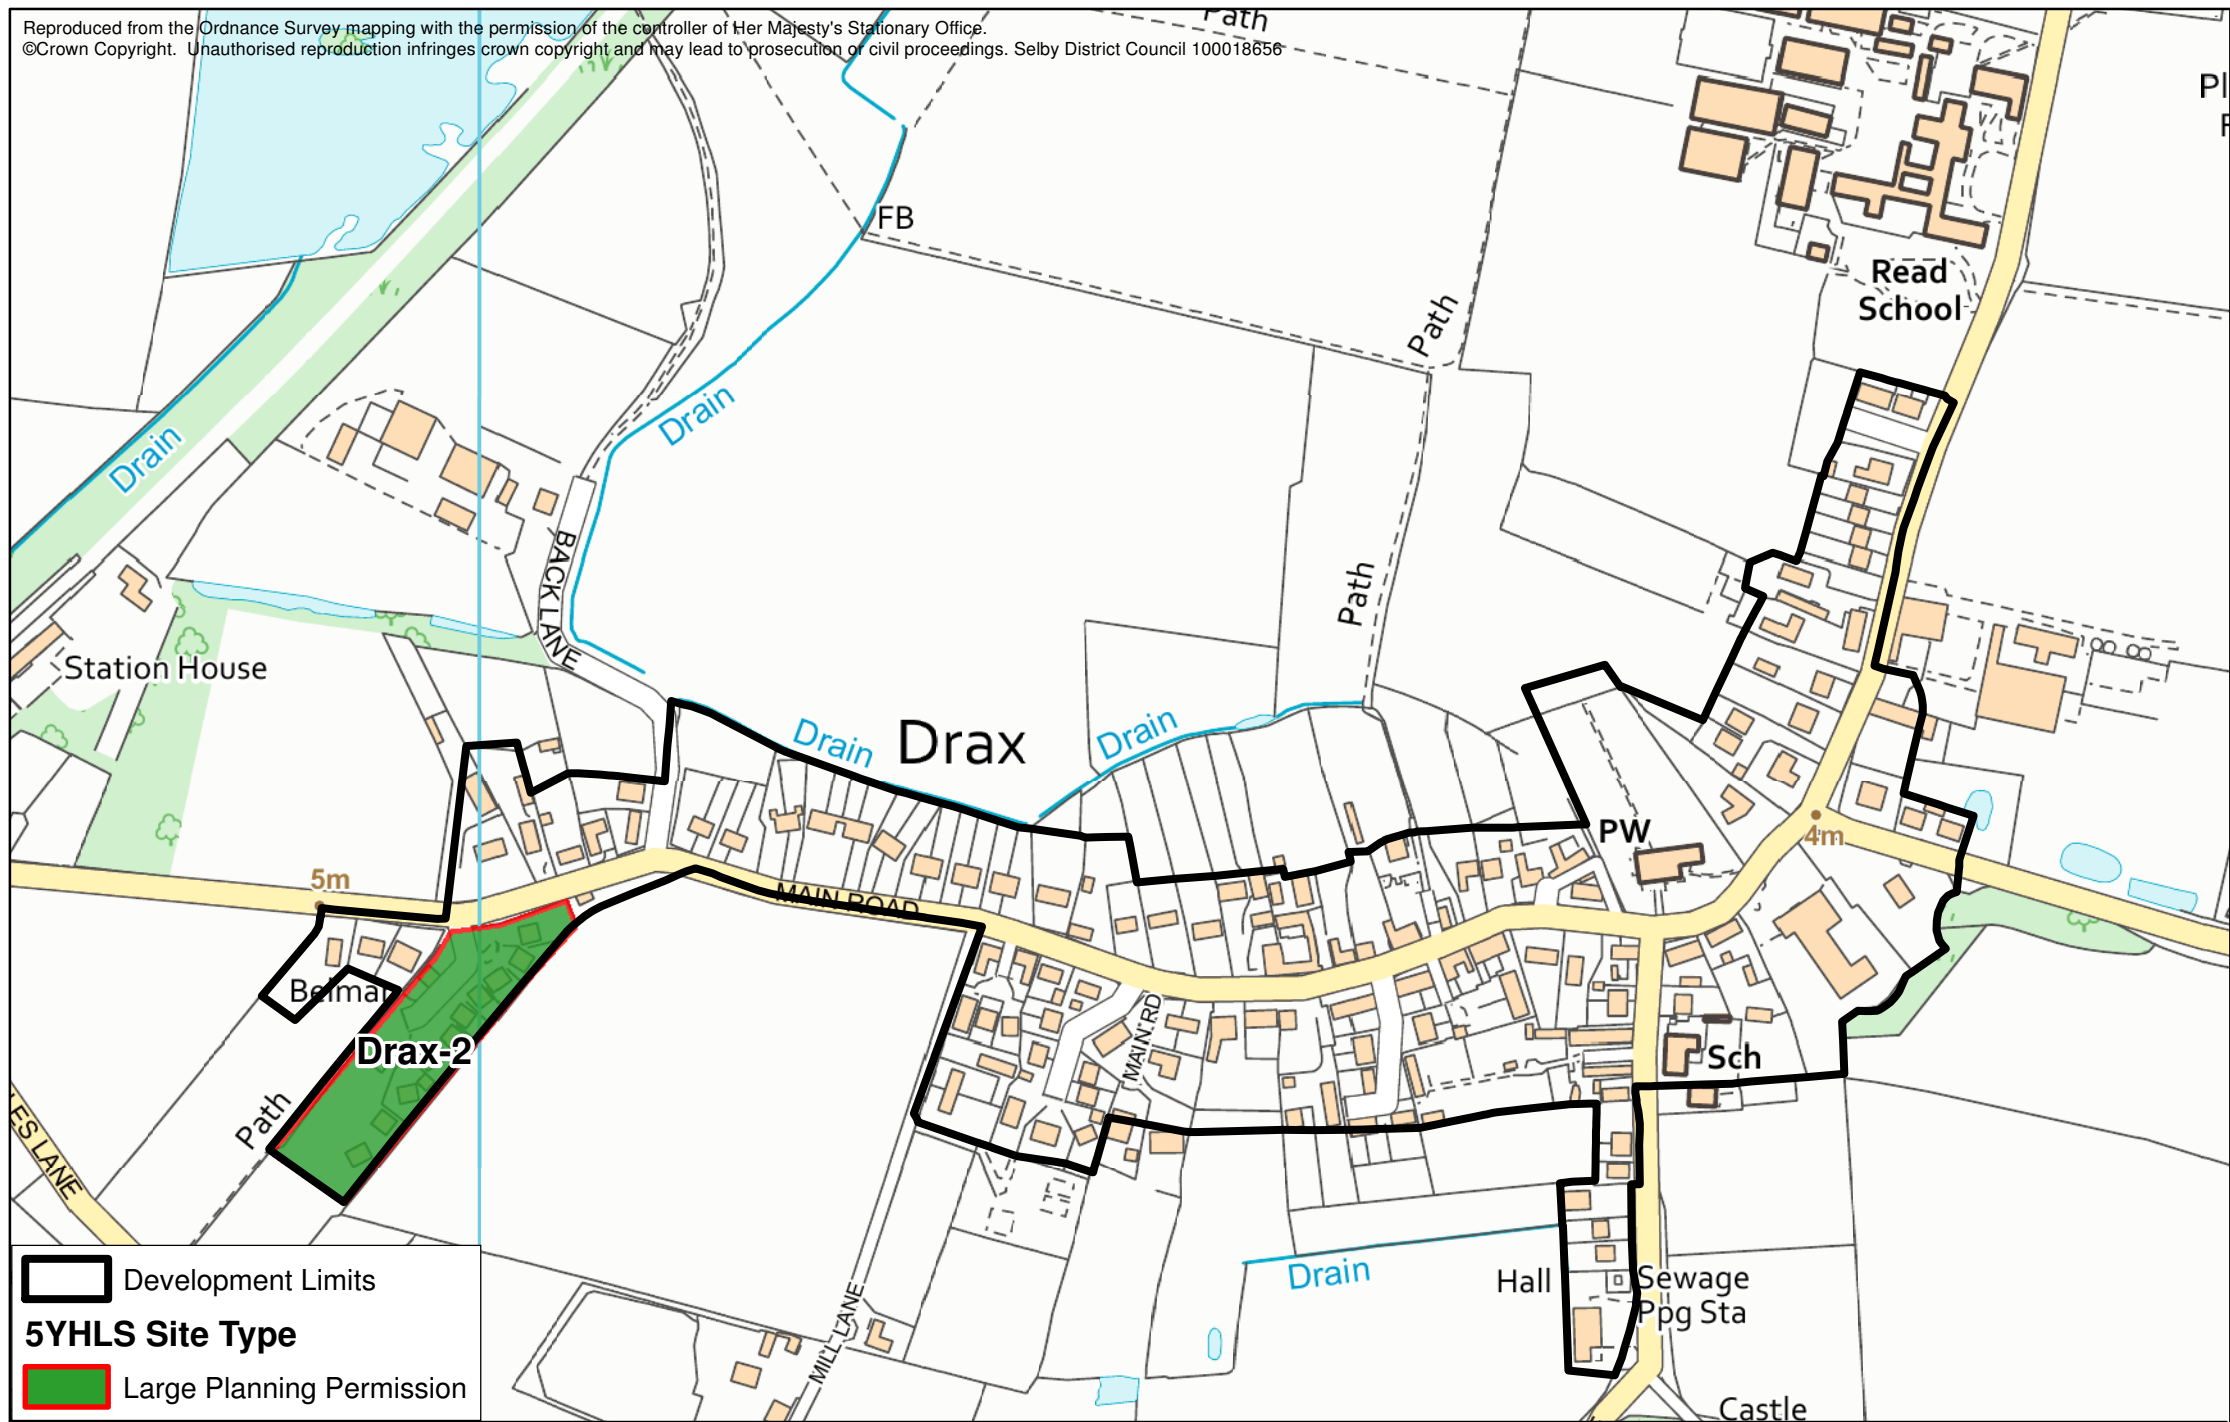 Reproduced from the Ordnance Survey mapping with the permission of the controller of Her Majesty's Stationary Office.
©Crown Copyright. Unauthorised reproduction infringes crown copyright and may lead to prosecution or civil proceedings. Selby District Council 100018656
Path
Pl
FB
Read
School
Path
Drain
Drain
BACK LANE
Path
Station House
Drain
Drax
Drain
PW
4m
5m
MAIN ROAD
Belmar
MAIN RD
Drax-2
Sch
Path
LES LANE
Drain
Hall
Sewage
Ppg Sta
MILL LANE
Castle
Development Limits
5YHLS Site Type
Large Planning Permission